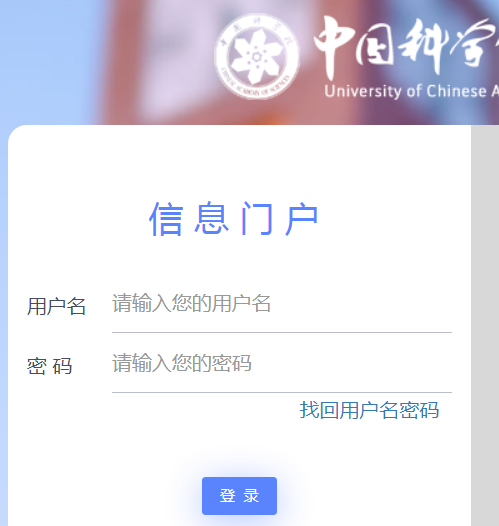 中国科学
University of Chinese A
信息门户
用户名 请输入您的用户名
密码 请输入您的密码
找回用户名密码
登录